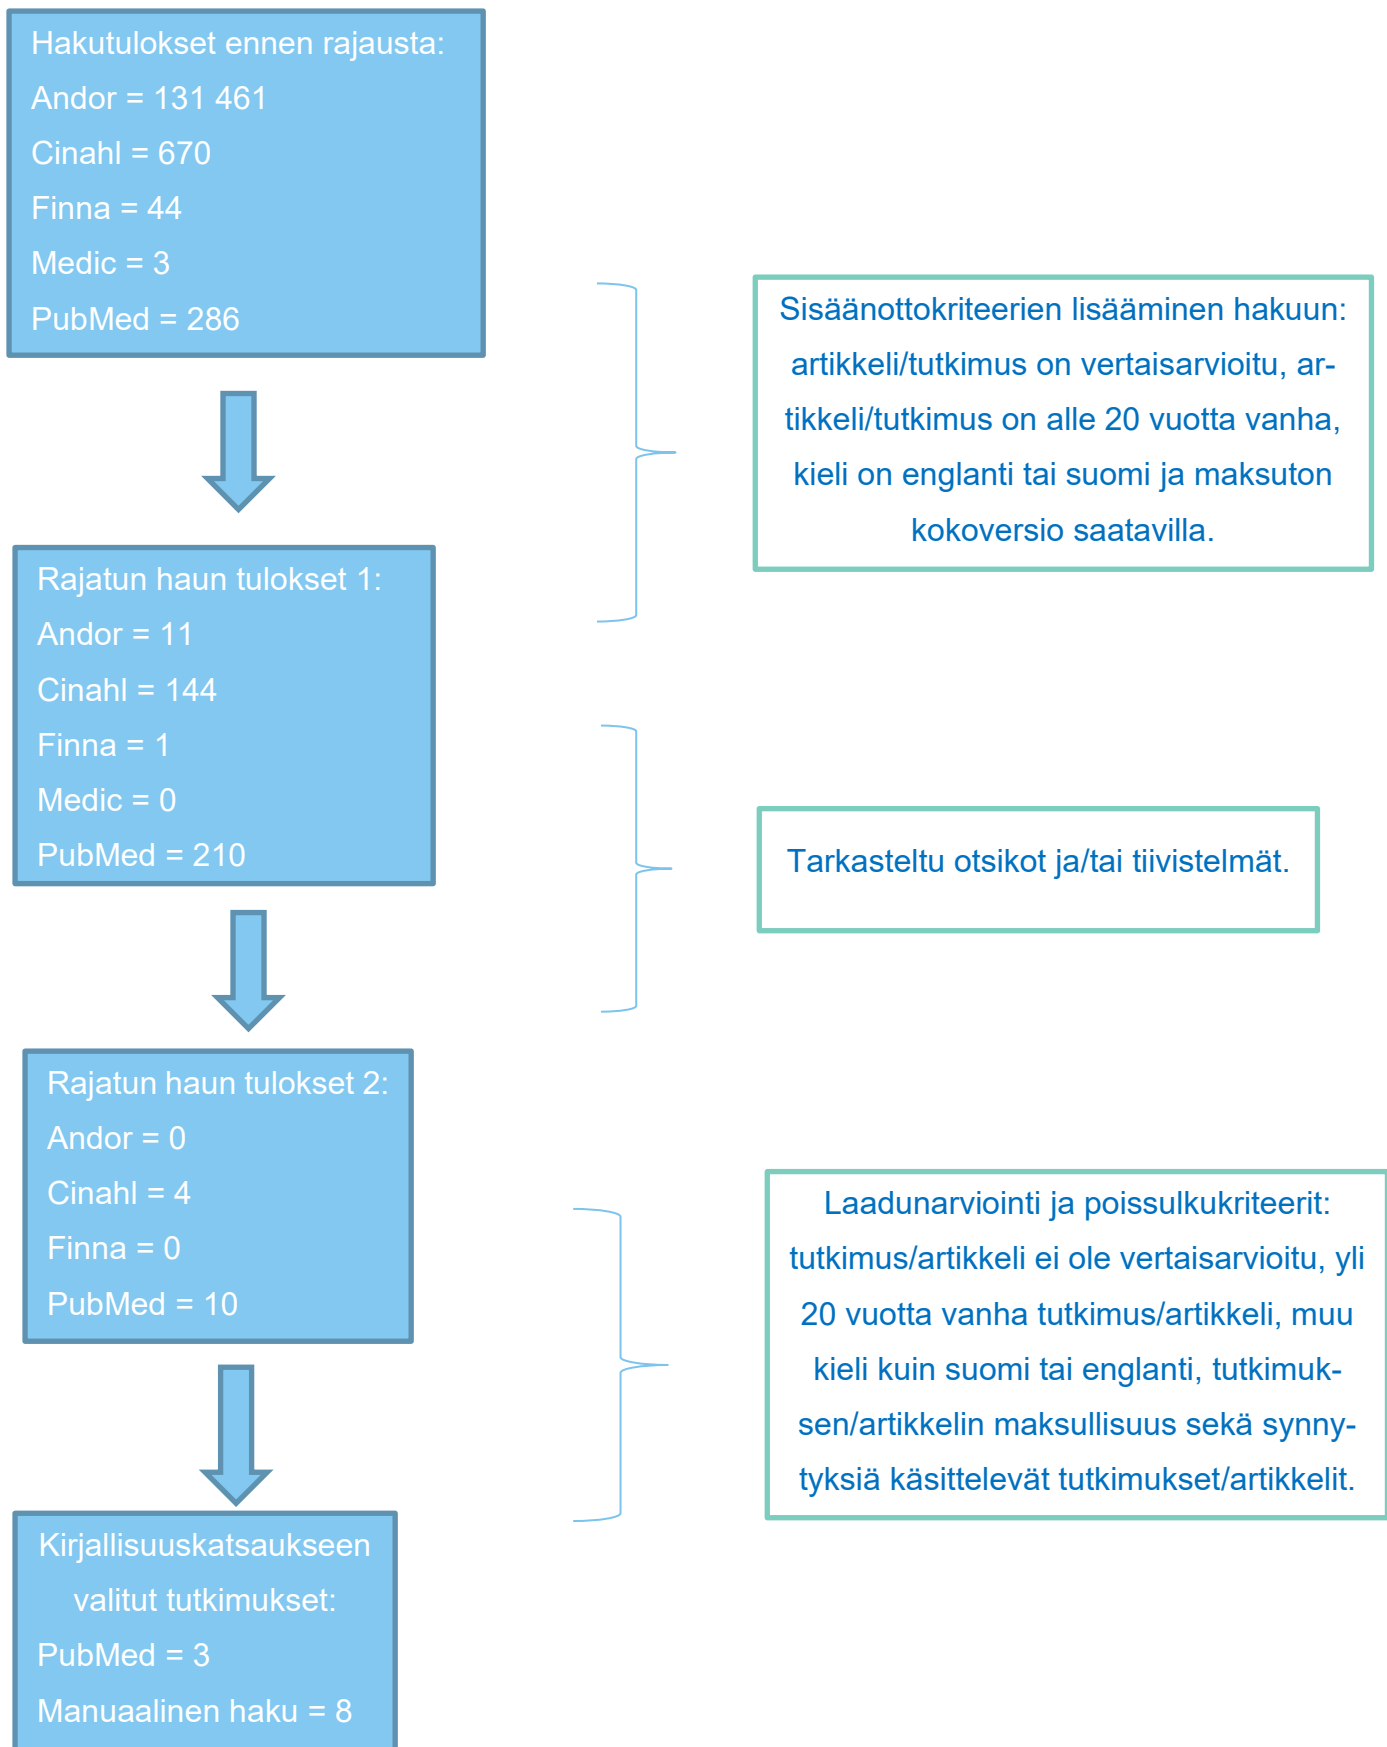 Hakutulokset ennen rajausta:
Andor = 131 461
Cinahl = 670
Finna = 44
Medic = 3
PubMed = 286
Sisäänottokriteerien lisääminen hakuun:
artikkeli/tutkimus on vertaisarvioitu, ar-
tikkeli/tutkimus on alle 20 vuotta vanha,
kieli on englanti tai suomi ja maksuton
kokoversio saatavilla.
Rajatun haun tulokset 1:
Andor = 11
Cinahl = 144
Finna = 1
Medic = 0
PubMed = 210
Tarkasteltu otsikot ja/tai tiivistelmät.
Rajatun haun tulokset 2:
Andor = 0
Cinahl = 4
Finna = 0
PubMed = 10
Laadunarviointi ja poissulkukriteerit:
tutkimus/artikkeli ei ole vertaisarvioitu, yli
20 vuotta vanha tutkimus/artikkeli, muu
kieli kuin suomi tai englanti, tutkimuk-
sen/artikkelin maksullisuus sekä synny-
tyksiä käsittelevät tutkimukset/artikkelit.
Kirjallisuuskatsaukseen
valitut tutkimukset:
PubMed = 3
Manuaalinen haku = 8